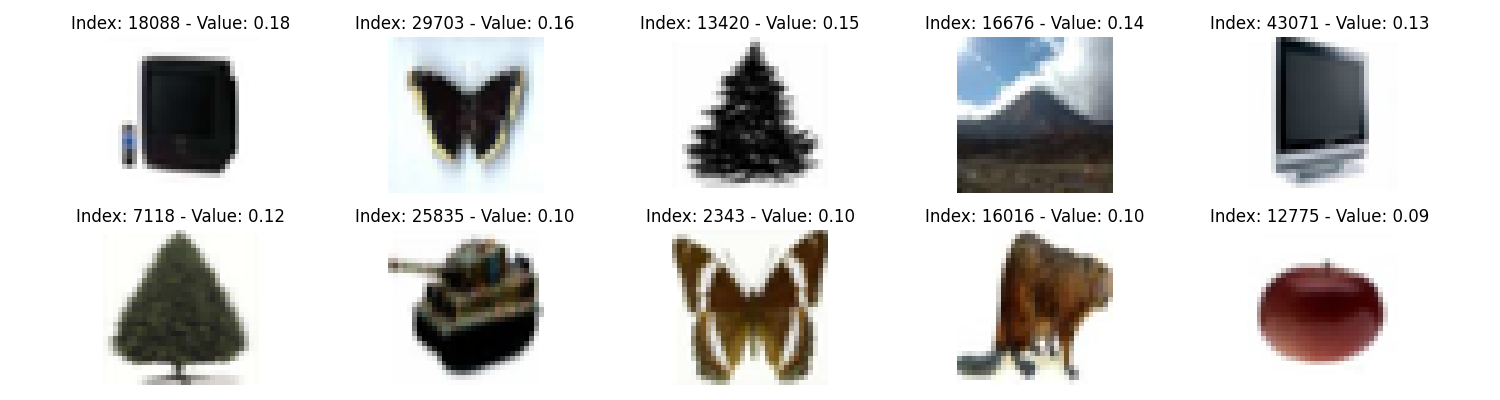 Index: 18088 - Value: 0.18
Index: 29703 - Value: 0.16
Index: 13420 - Value: 0.15
Index: 16676 - Value: 0.14
Index: 43071 - Value: 0.13
Index: 7118 - Value: 0.12
Index: 25835 - Value: 0.10
Index: 2343 - Value: 0.10
Index: 16016 - Value: 0.10
Index: 12775 - Value: 0.09